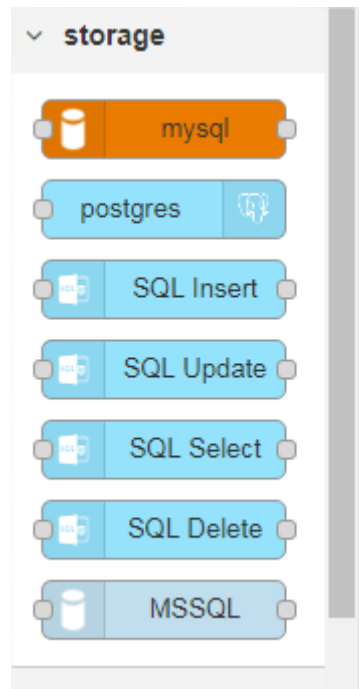 storage
mysql
postgres
SQL Insert
SQL Update
SQL Select
SQL Delete
MSSQL